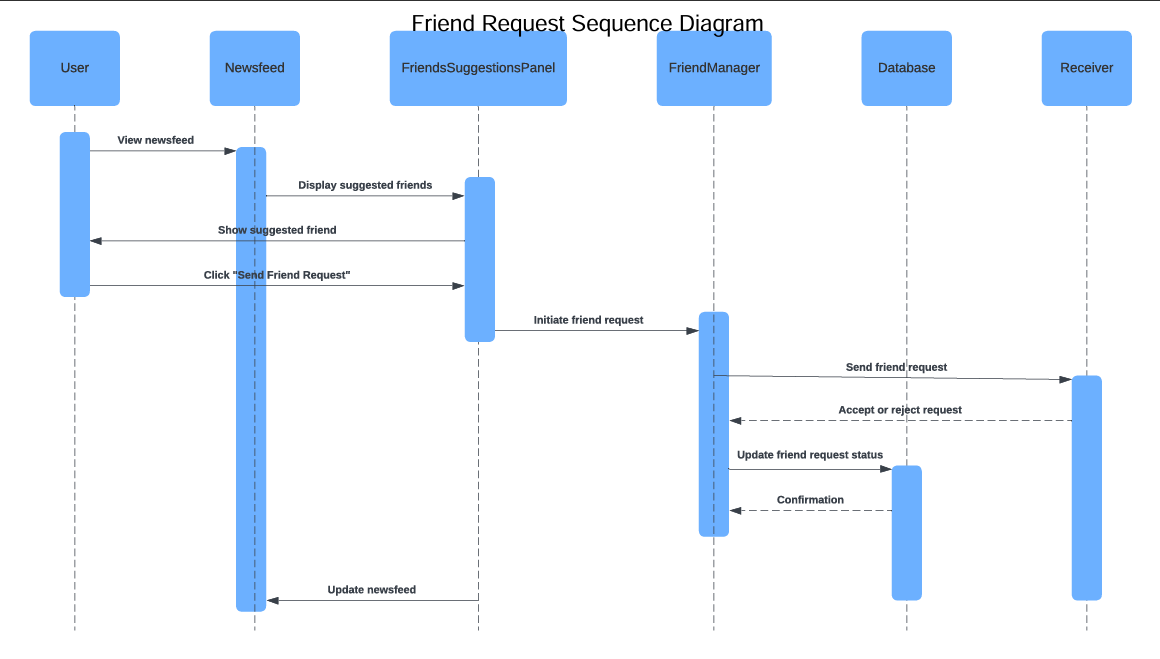 Friend Request Sequence Diagram
User
Newsfeed
FriendsSuggestionsPanel
FriendManager
Database
Receiver
View newsfeed
Display suggested friends
Show suggested friend
Click "Send Friend Request"
Initiate friend request
Send friend request
Accept or reject request
Update friend request status
Confirmation
Update newsfeed